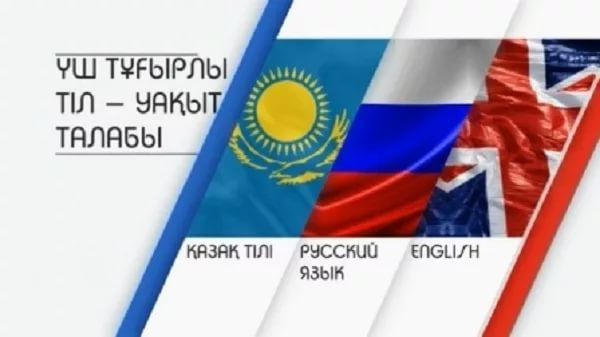 ҮШ ТҰҒЫРЛЫ
ТІЛ – УАҚЫТ
ТАЛАБЫ
ҚАЗАҚ ТІЛІ
РУССКИЙ
ЯЗЫК
ENGLISH